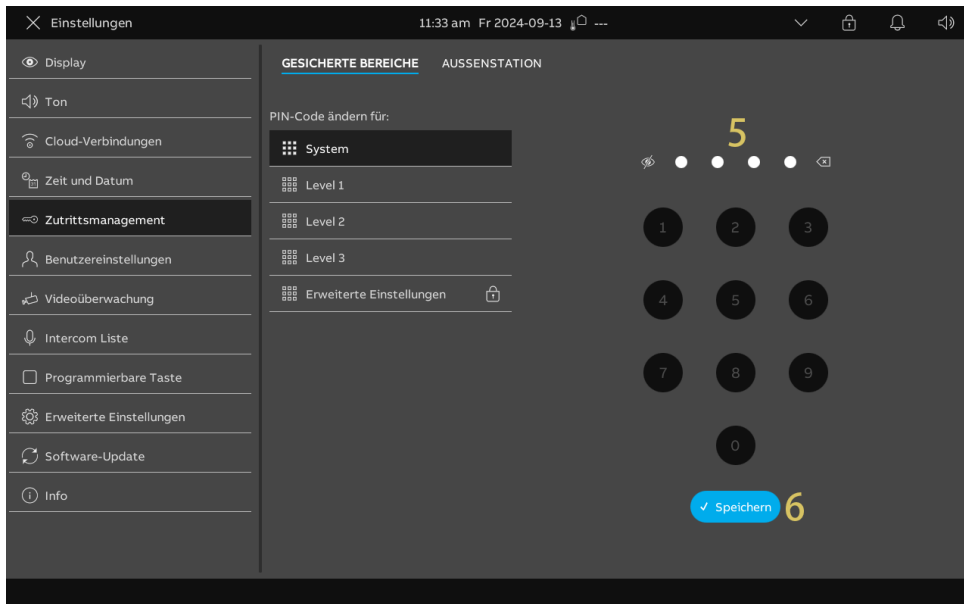 Einstellungen
11:33 am Fr 2024-09-13 ---
Display
Ton
Cloud-Verbindungen
Zeit und Datum
Zutrittsmanagement
Benutzereinstellungen
Videoüberwachung
Intercom Liste
Programmierbare Taste
Erweiterte Einstellungen
Software-Update
Info
GESICHERTE BEREICHE AUSSENSTATION
PIN-Code ändern für:
System
Level 1
Level 2
Level 3
Erweiterte Einstellungen
5
1 2 3
4 5 6
7 8 9
0
Speichern 6